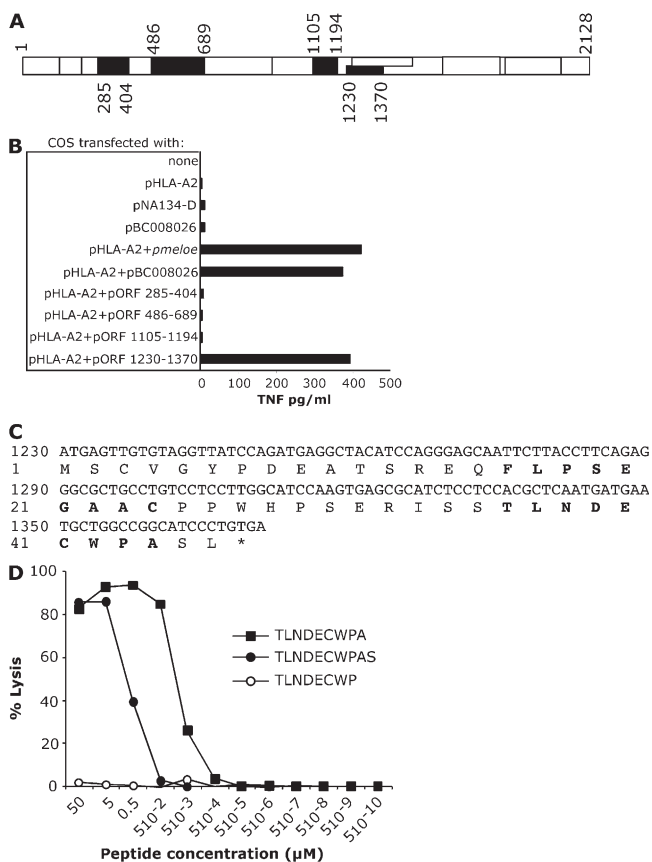 A
1
486
689
1105
1194
2128
285
404
1230
1370
B
COS transfected with:
none
pHLA-A2
pNA134-D
pBC008026
pHLA-A2+pmeloe
pHLA-A2+pBC008026
pHLA-A2+pORF 285-404
pHLA-A2+pORF 486-689
pHLA-A2+pORF 1105-1194
pHLA-A2+pORF 1230-1370
0 100 200 300 400 500
TNF pg/ml
C
1230 ATGAGTTGTGTAGGTTATCCAGATGAGGCTACATCCAGGGAGCAATTCTTACCTTCAGAG
1 M S C V G Y P D E A T S R E Q F L P S E
1290 GGCGCTGCCTGTCCTCCTTGGCATCCAAGTGAGCGCATCTCCTCCACGCTCAATGATGAA
21 G A A C P P W H P S E R I S S T L N D E
1350 TGCTGGCCGGCATCCCTGTGA
41 C W P A S L *
D
100
80
60
40
20
0
% Lysis
TLNDECWPA
TLNDECWPAS
TLNDECWP
50 5 0.5 510-2 510-3 510-4 510-5 510-6 510-7 510-8 510-9 510-10
Peptide concentration (µM)